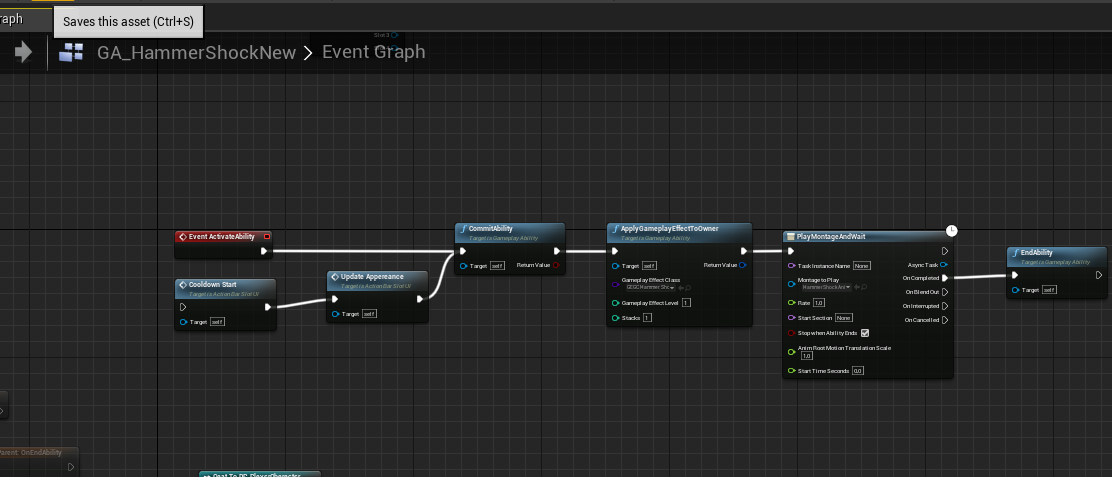 raph
Saves this asset (Ctrl+S)
Slot 3
GA_HammerShockNew > Event Graph
Event ActivateAbility
Cooldown Start
Target is Action Bar Slot UI
Target self
Update Appereance
Target is Action Bar Slot UI
Target self
CommitAbility
Target is Gameplay Ability
Target self Return Value
ApplyGameplayEffectToOwner
Target is Gameplay Ability
Target self Return Value
Gameplay Effect Class
Gameplay Effect Level 1
Stacks 1
PlayMontageAndWait
Task Instance Name None Async Task
Montage to Play On Completed
HammerShockAni
On Blend Out
Rate 1,0 On Interrupted
Start Section None On Cancelled
Stop when Ability Ends
Anim Root Motion Translation Scale
1,0
Start Time Seconds 0,0
EndAbility
Target is Gameplay Ability
Target self
Parent OnEndAbility